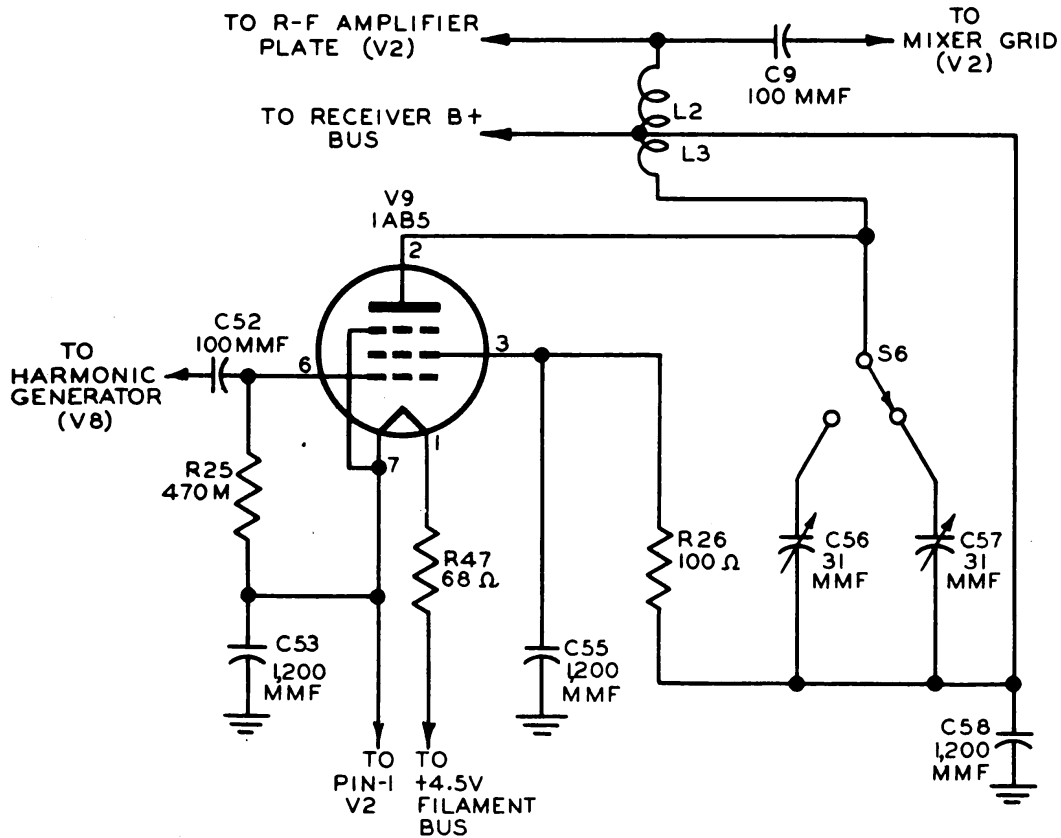 TO R-F AMPLIFIER
PLATE (V2)
TO
MIXER GRID
(V2)
C9
100 MMF
L2
TO RECEIVER B+
BUS
L3
V9
1AB5
2
C52
100 MMF
TO
HARMONIC
GENERATOR
(V8)
6
3
S6
1
7
R25
470 M
R47
68 Ω
R26
100 Ω
C56
31
MMF
C57
31
MMF
C53
1,200
MMF
C55
1,200
MMF
C58
1,200
MMF
TO
PIN-1
V2
TO
+4.5V
FILAMENT
BUS